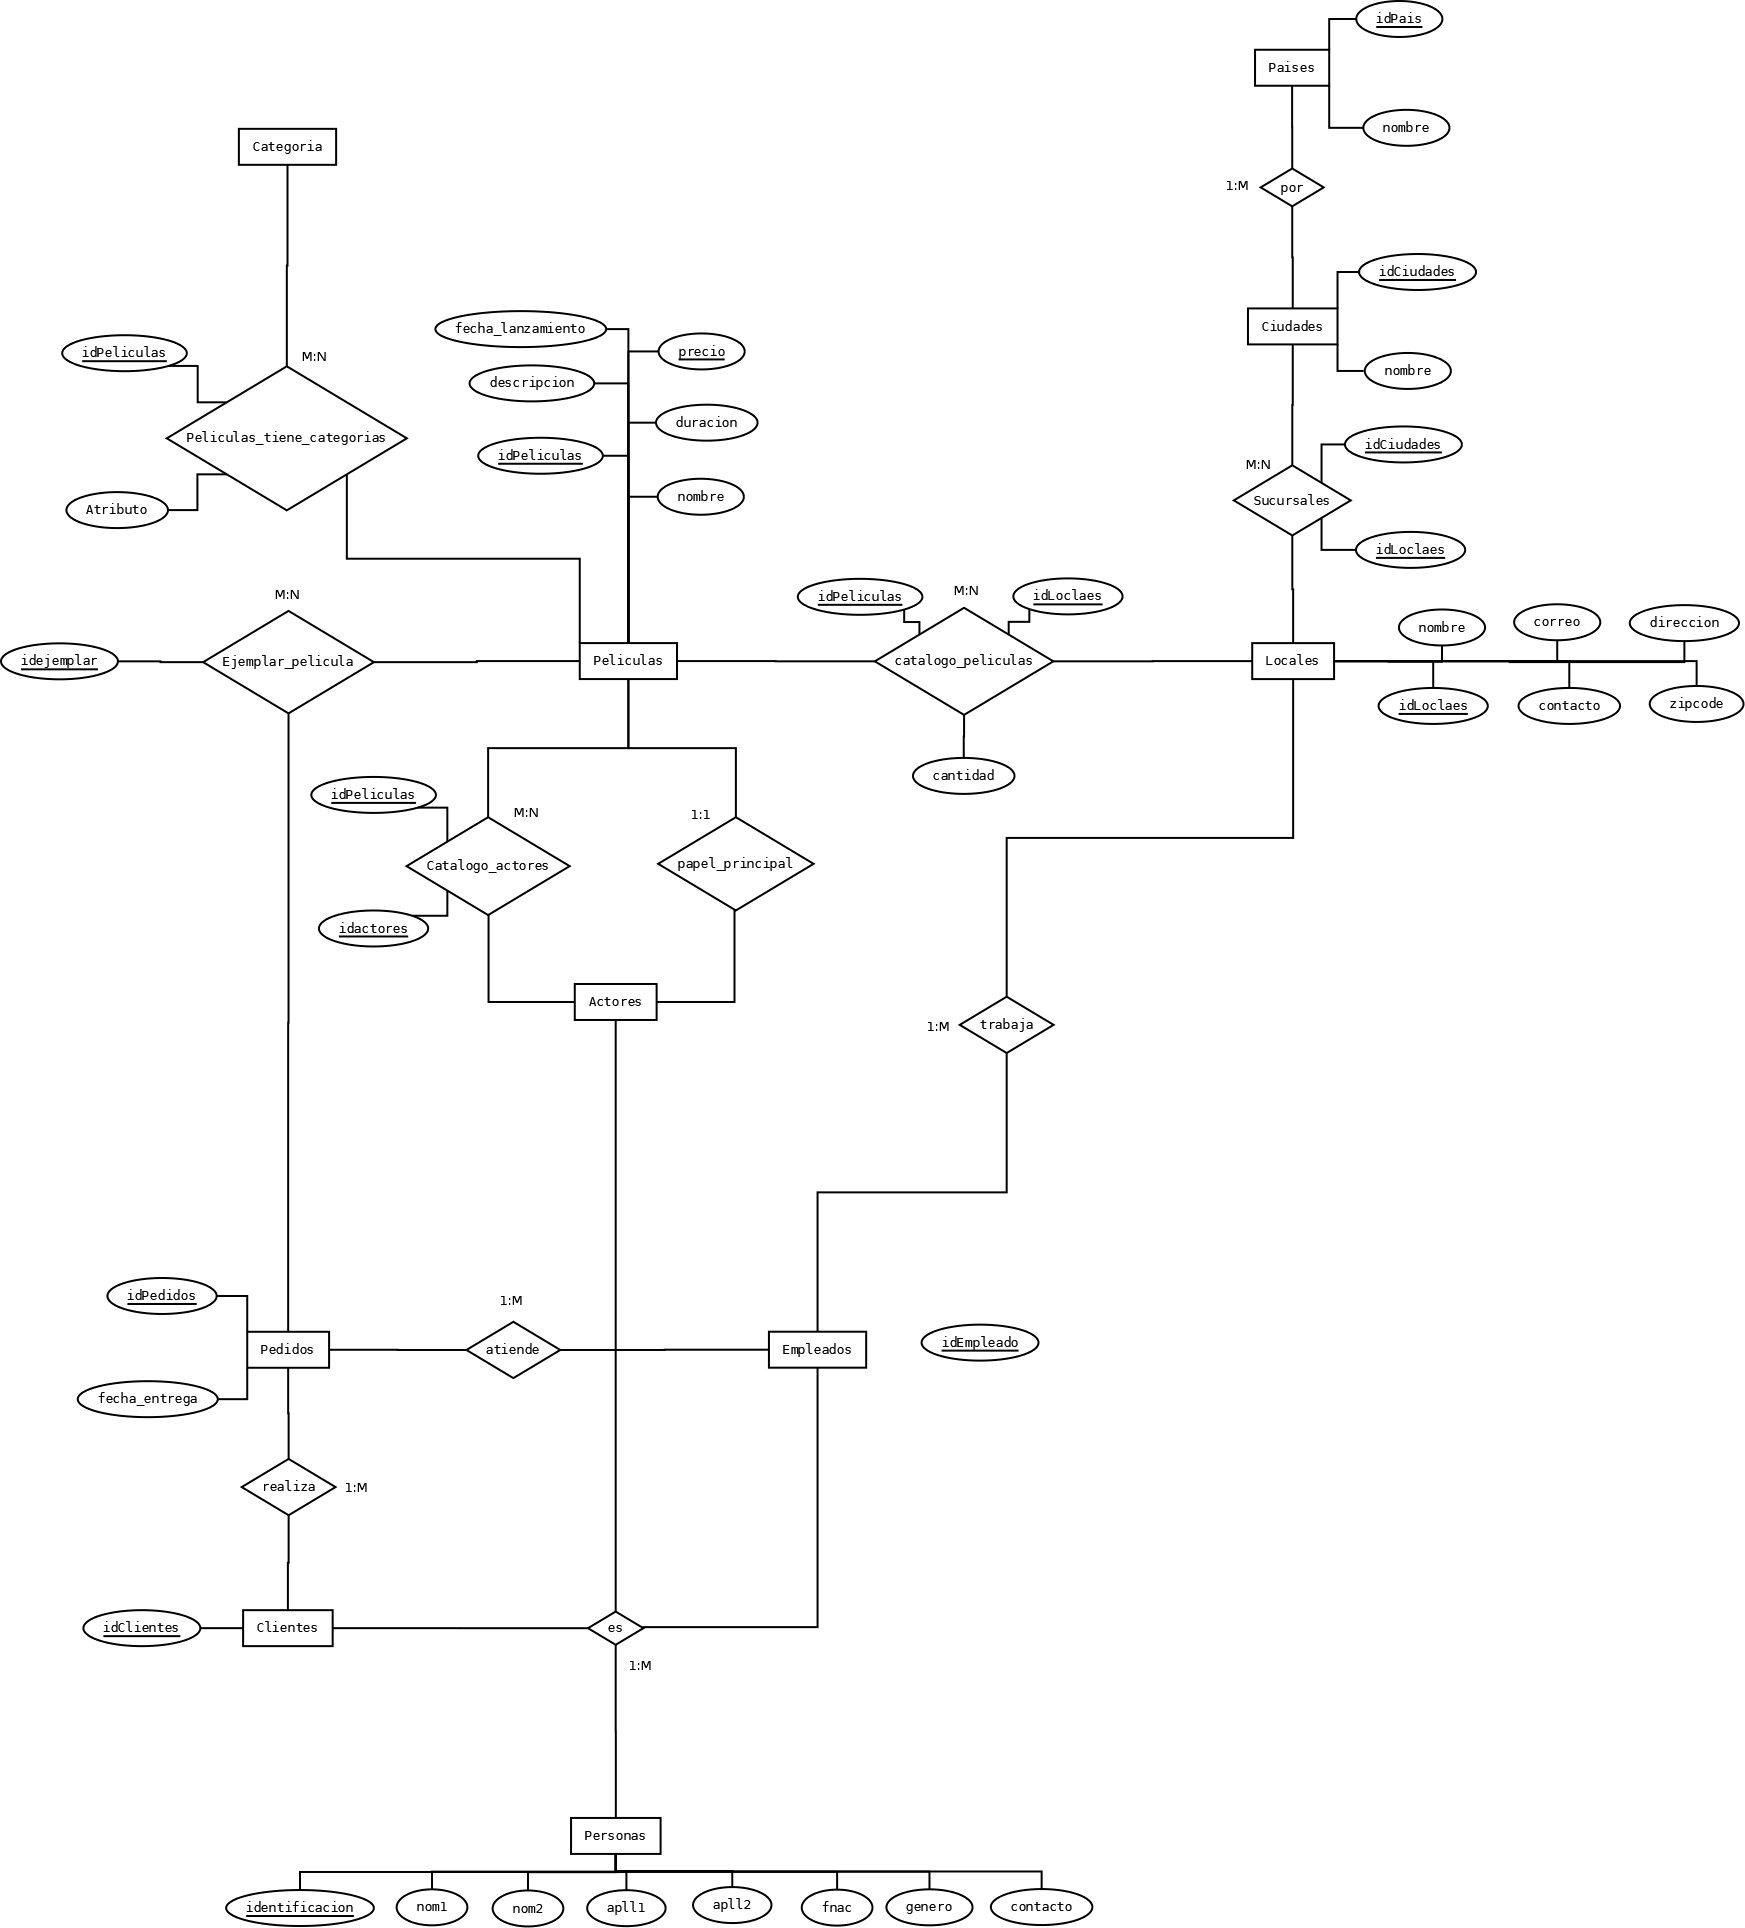 idPais
Paises
nombre
Categoria
por
1:M
idCiudades
Ciudades
fecha_lanzamiento
precio
idPeliculas
M:N
nombre
descripcion
duracion
Peliculas_tiene_categorias
idCiudades
idPeliculas
M:N
nombre
Sucursales
Atributo
idLoclaes
M:N
M:N
idPeliculas
idLoclaes
nombre
correo
direccion
idejemplar
Ejemplar_pelicula
Peliculas
catalogo_peliculas
Locales
idLoclaes
contacto
zipcode
cantidad
idPeliculas
M:N
1:1
Catalogo_actores
papel_principal
idactores
Actores
1:M
trabaja
idPedidos
1:M
Pedidos
atiende
Empleados
idEmpleado
fecha_entrega
realiza
1:M
idClientes
Clientes
es
1:M
Personas
identificacion
nom1
nom2
apll1
apll2
fnac
genero
contacto